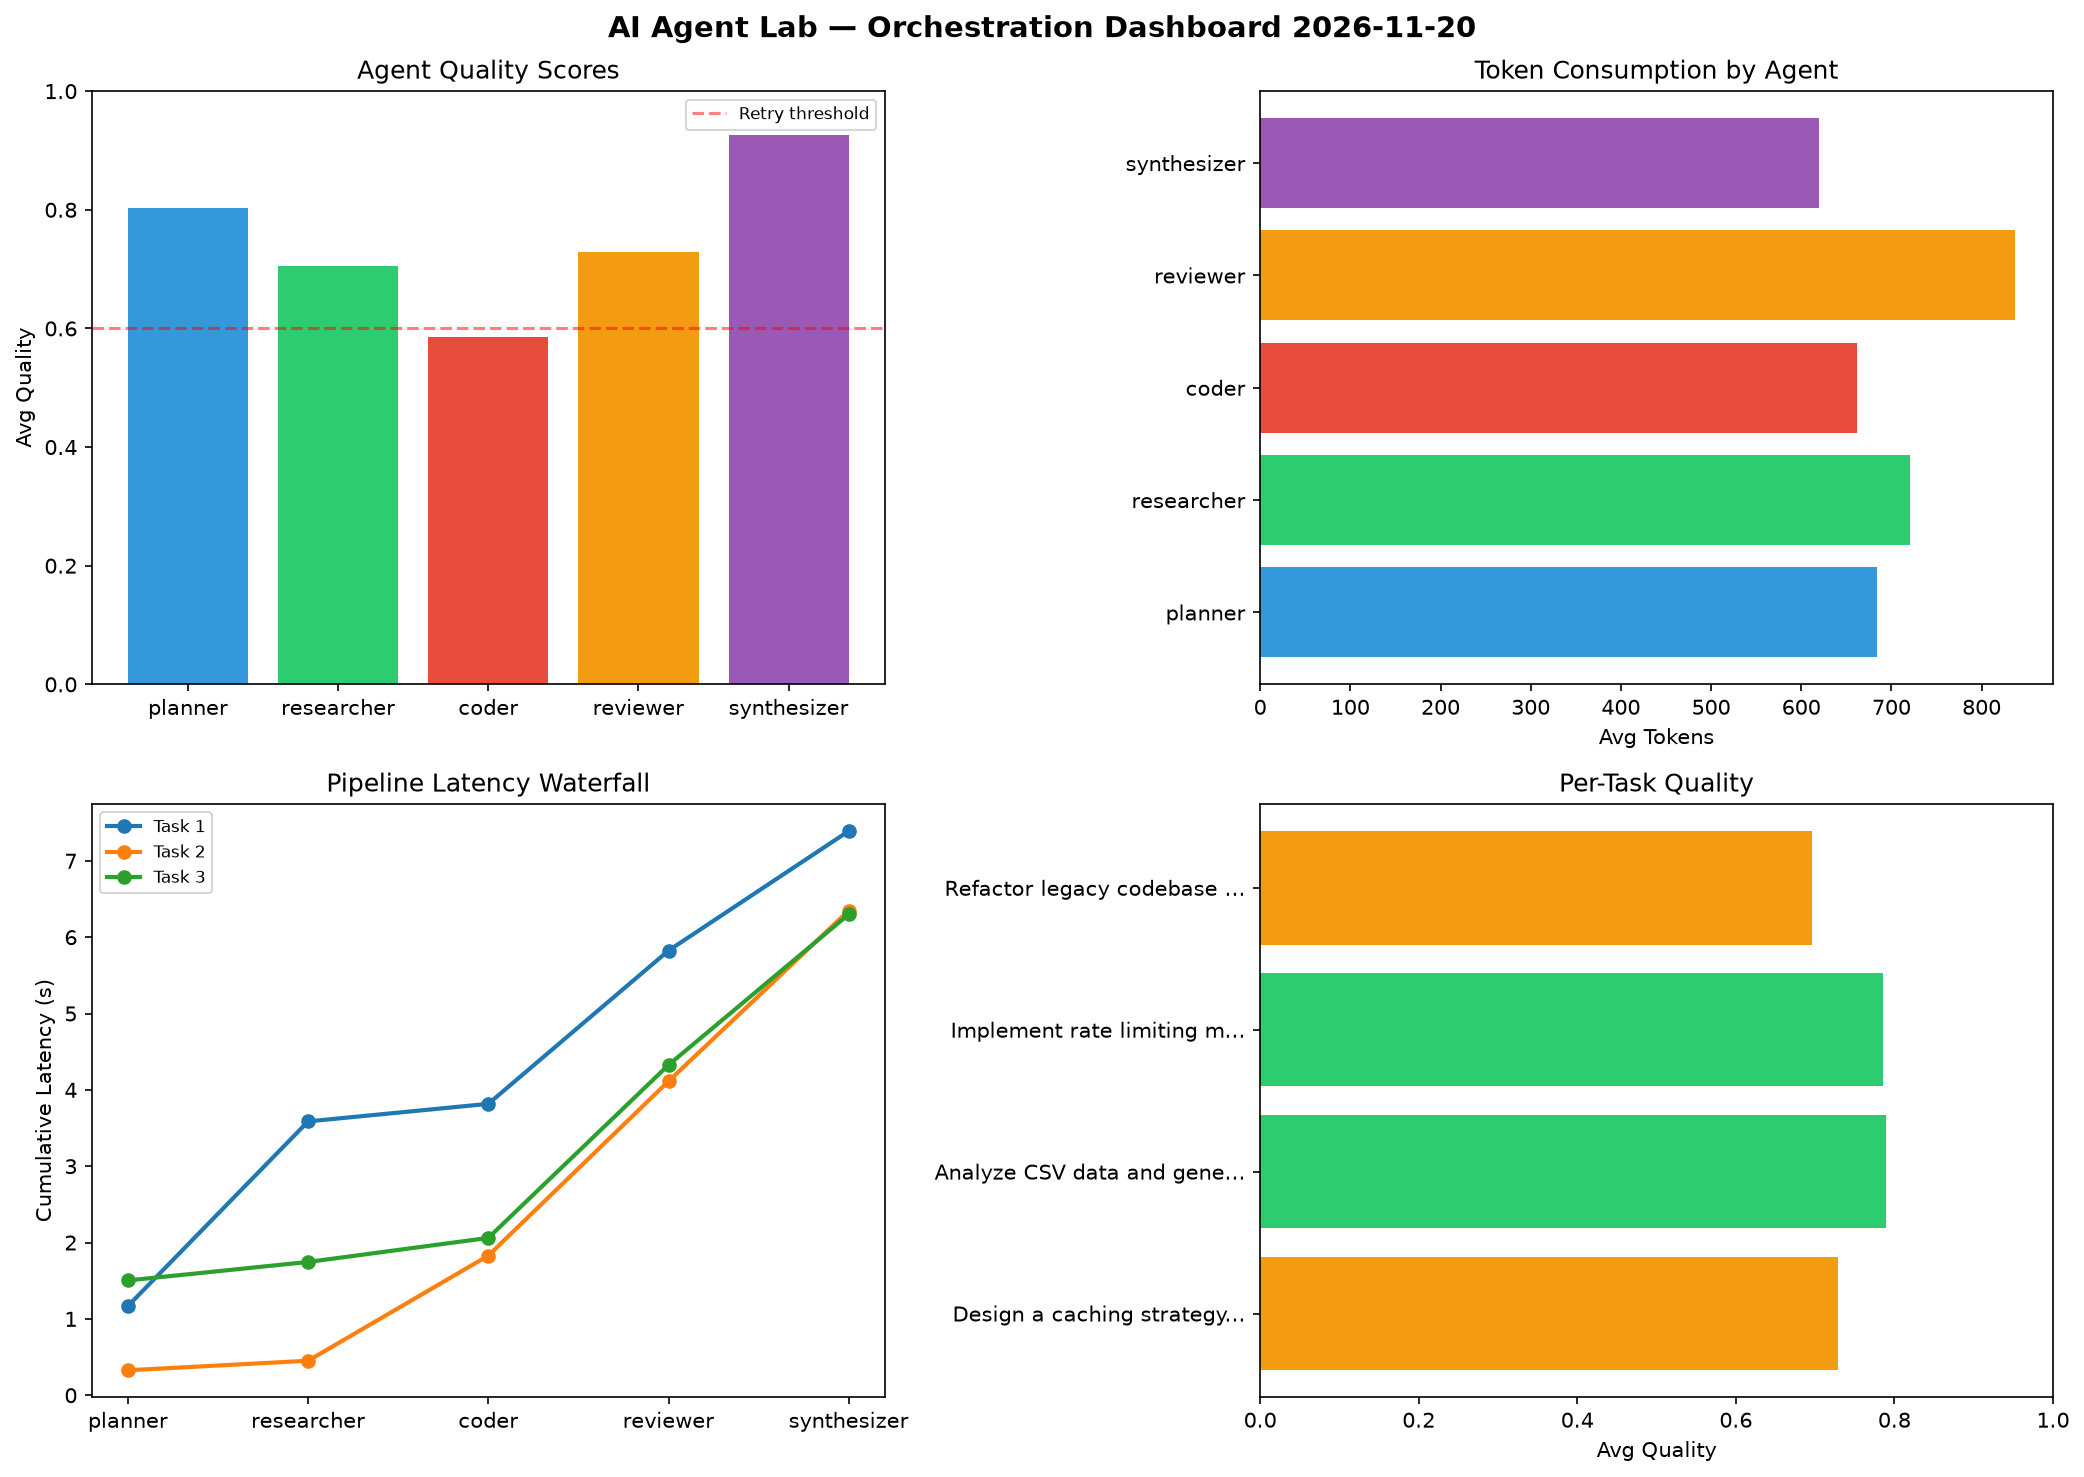 AI Agent Lab — Orchestration Dashboard 2026-11-20
Agent Quality Scores
Retry threshold
Avg Quality
1.0
0.8
0.6
0.4
0.2
0.0
planner researcher coder reviewer synthesizer
Token Consumption by Agent
synthesizer
reviewer
coder
researcher
planner
0 100 200 300 400 500 600 700 800
Avg Tokens
Pipeline Latency Waterfall
Task 1
Task 2
Task 3
Cumulative Latency (s)
7
6
5
4
3
2
1
0
planner researcher coder reviewer synthesizer
Per-Task Quality
Refactor legacy codebase ...
Implement rate limiting m...
Analyze CSV data and gene...
Design a caching strategy...
0.0 0.2 0.4 0.6 0.8 1.0
Avg Quality